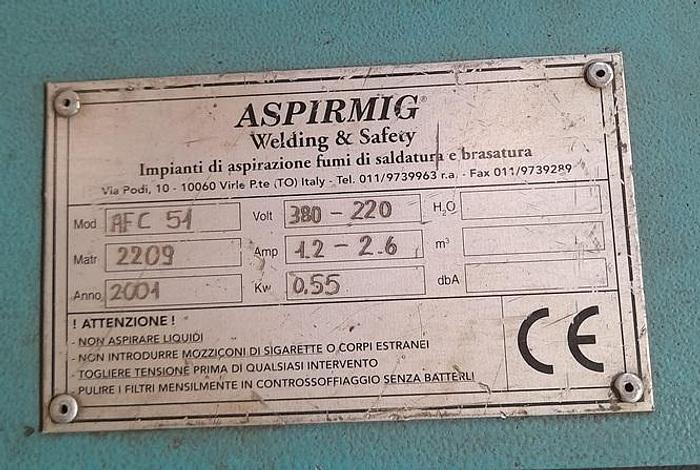 ASPIRMIG®
Welding & Safety
Impianti di aspirazione fumi di saldatura e brasatura
Via Podi, 10 - 10060 Virle P.te (TO) Italy - Tel. 011/9739963 r.a. - Fax 011/9739289
Mod AFC 51 Volt 380 - 220 H₂O
Matr 2209 Amp 1.2 - 2.6 m³
Anno 2001 Kw 0.55 dbA
! ATTENZIONE !
- NON ASPIRARE LIQUIDI
- NON INTRODURRE MOZZICONI DI SIGARETTE O CORPI ESTRANEI
- TOGLIERE TENSIONE PRIMA DI QUALSIASI INTERVENTO
- PULIRE I FILTRI MENSILMENTE IN CONTROSSOFFIAGGIO SENZA BATTERLI
CE